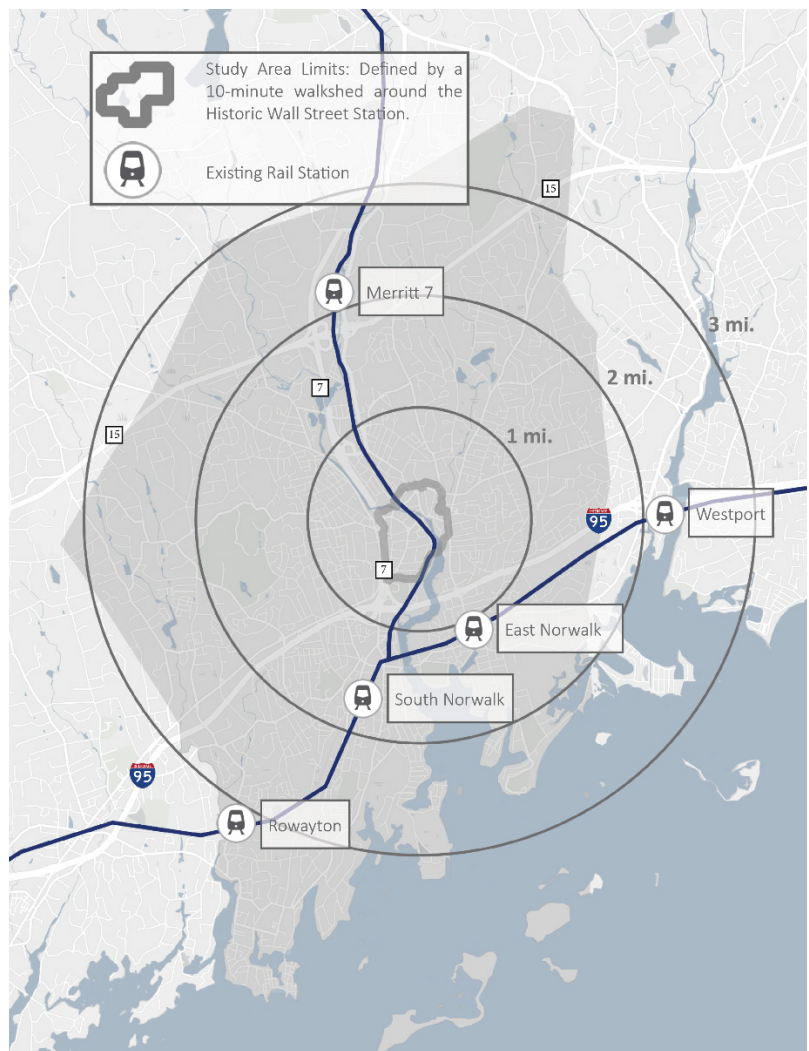 Study Area Limits: Defined by a
10-minute walkshed around the
Historic Wall Street Station.
Existing Rail Station
15
Merritt 7
3 mi.
2 mi.
7
1 mi.
15
95
Westport
7
East Norwalk
South Norwalk
95
Rowayton